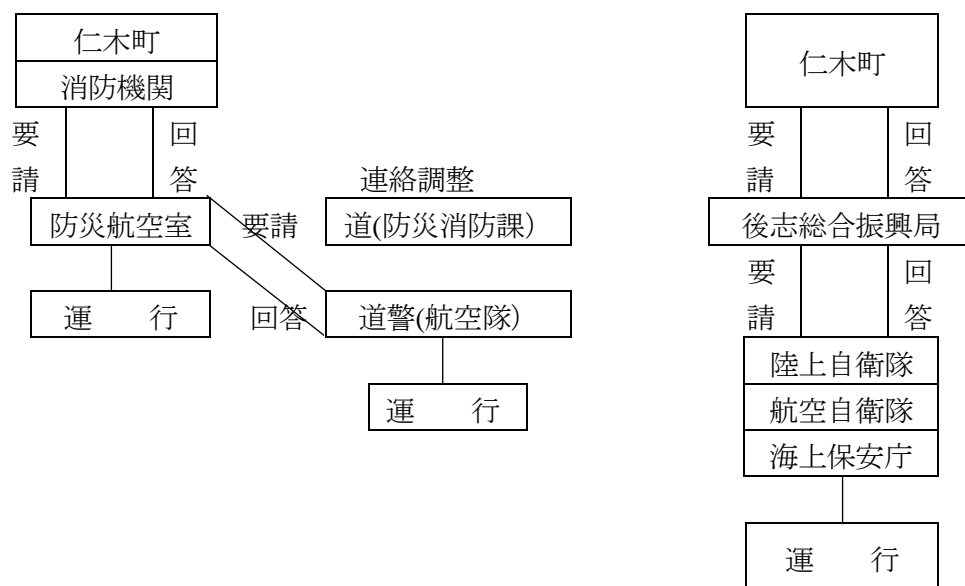 仁木町
消防機関
要請
回答
防災航空室
運　　行
要請
回答
連絡調整
道(防災消防課）
道警(航空隊）
運　　行
仁木町
要請
回答
後志総合振興局
要請
回答
陸上自衛隊
航空自衛隊
海上保安庁
運　　行